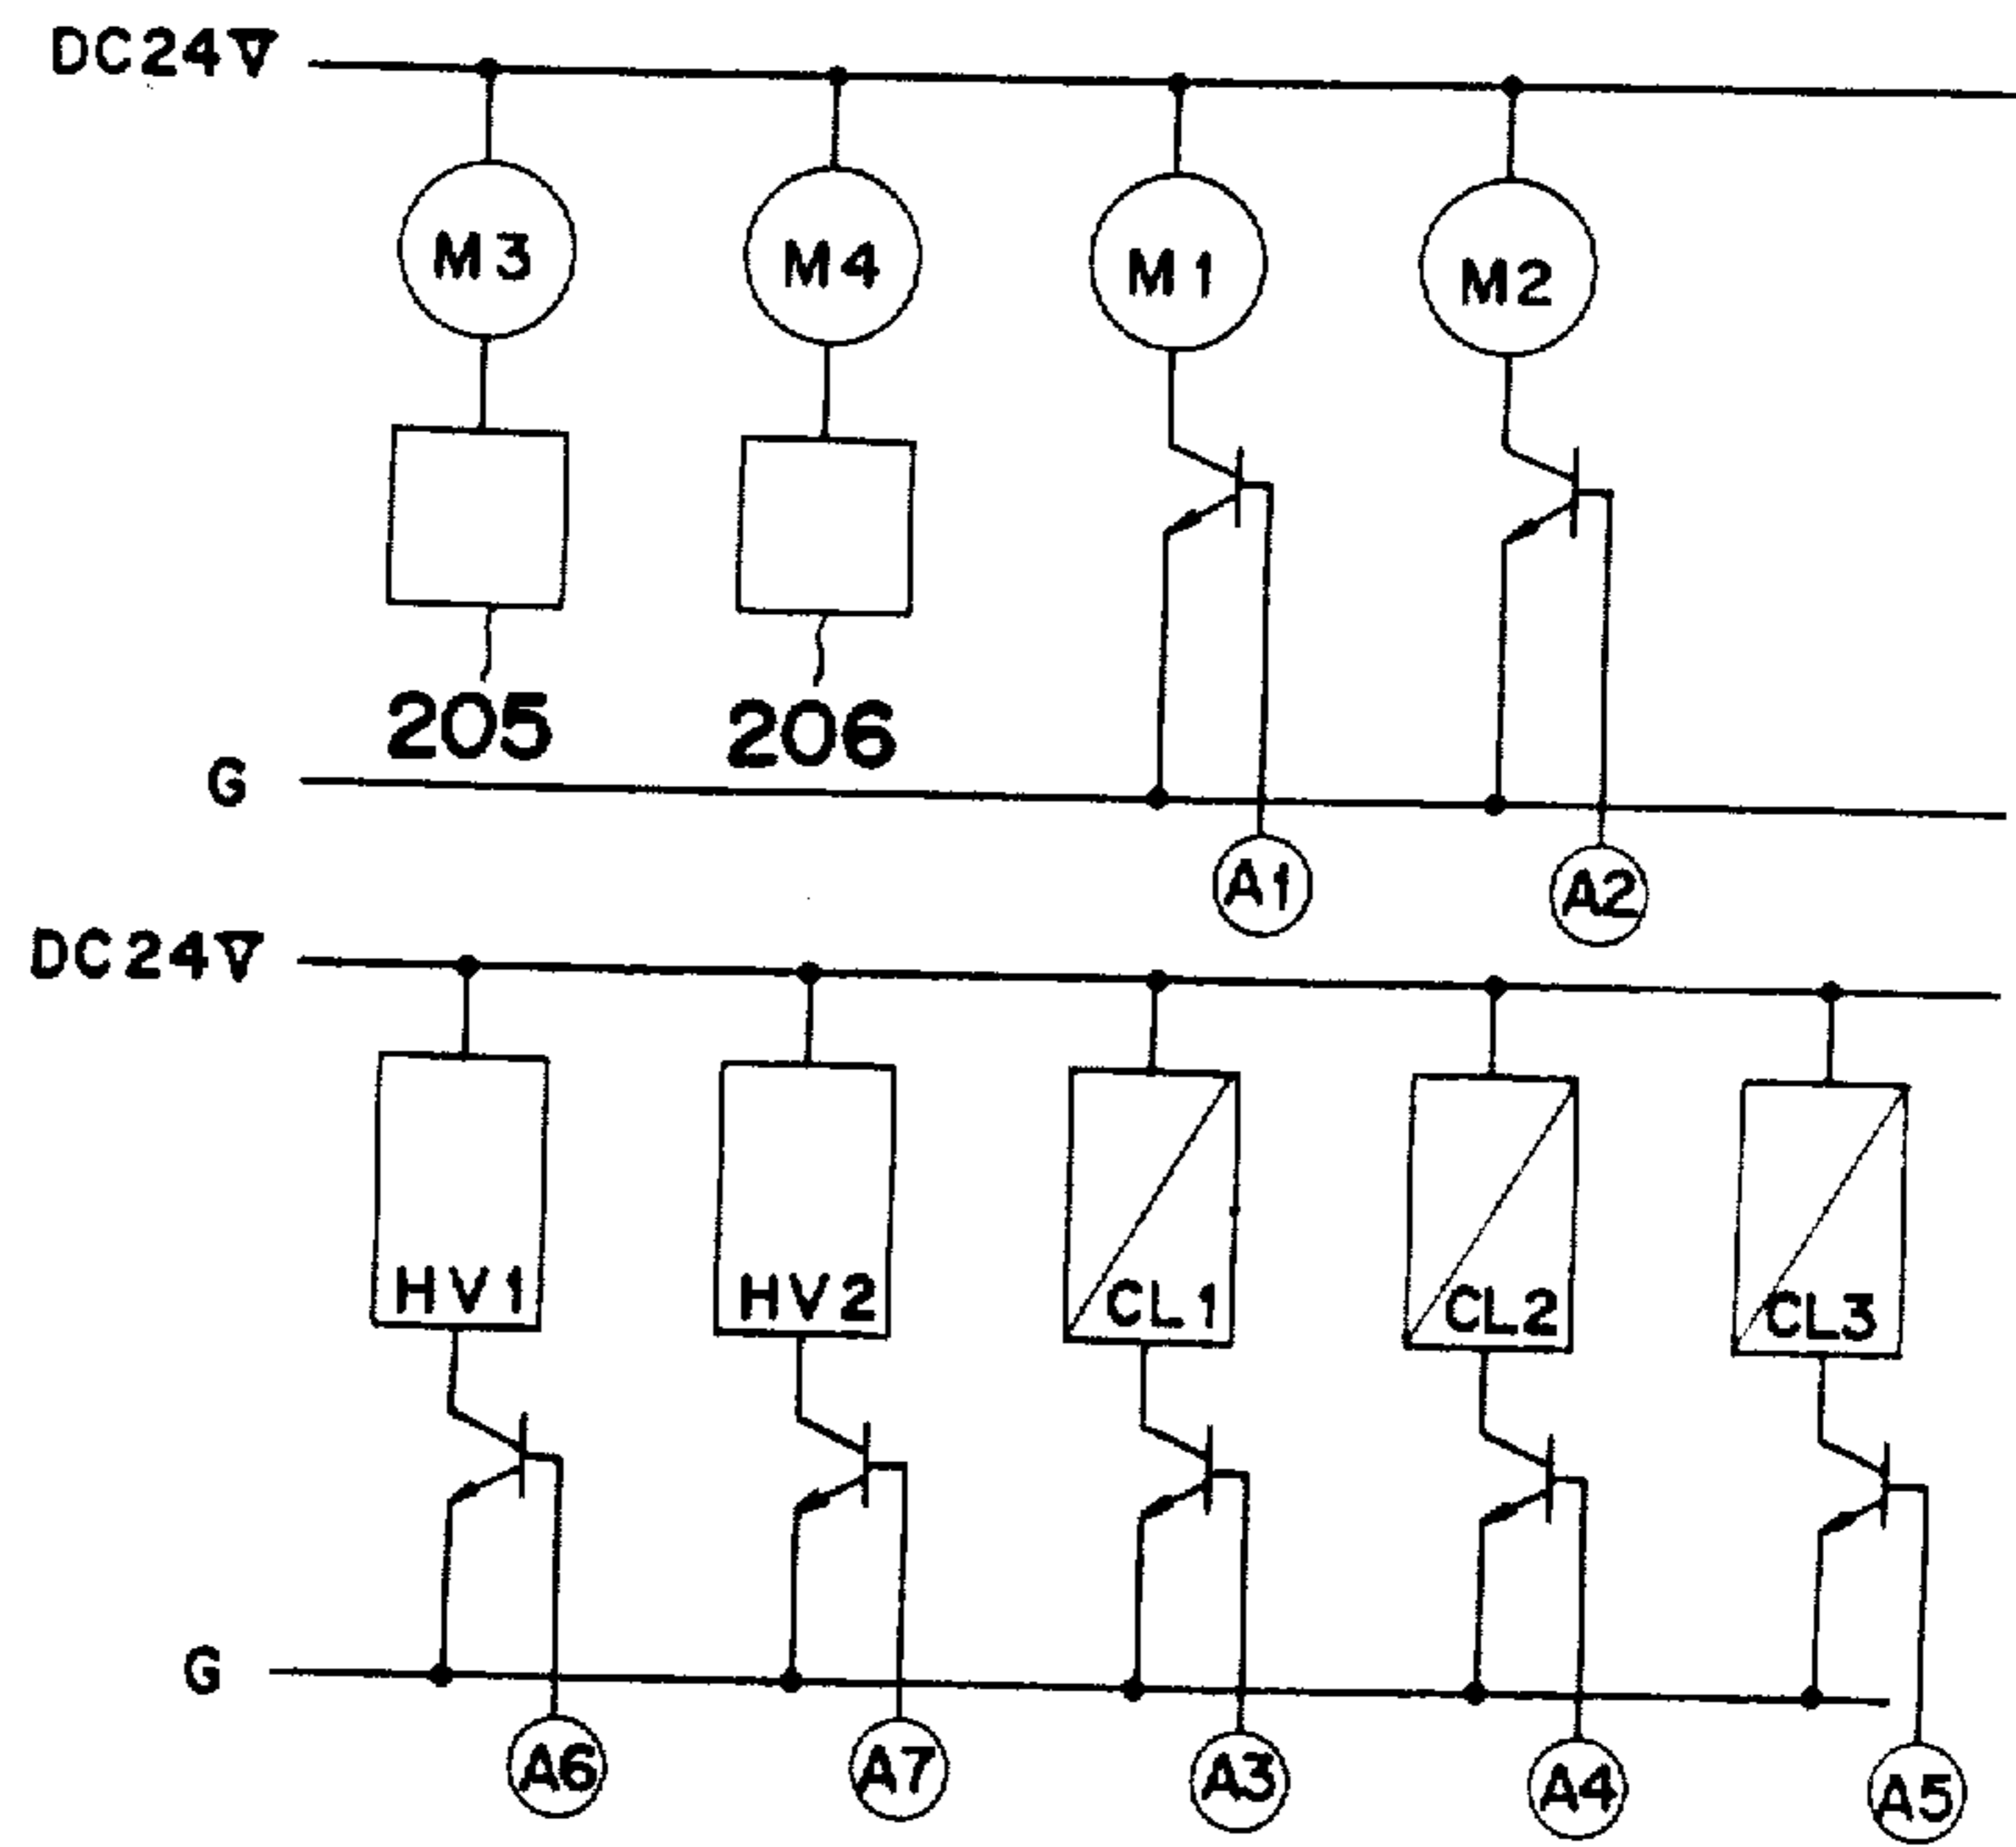 DC24V
M3 M4 M1 M2
205 206
G
A1 A2
DC24V
HV1 HV2 CL1 CL2 CL3
G
A6 A7 A3 A4 A5